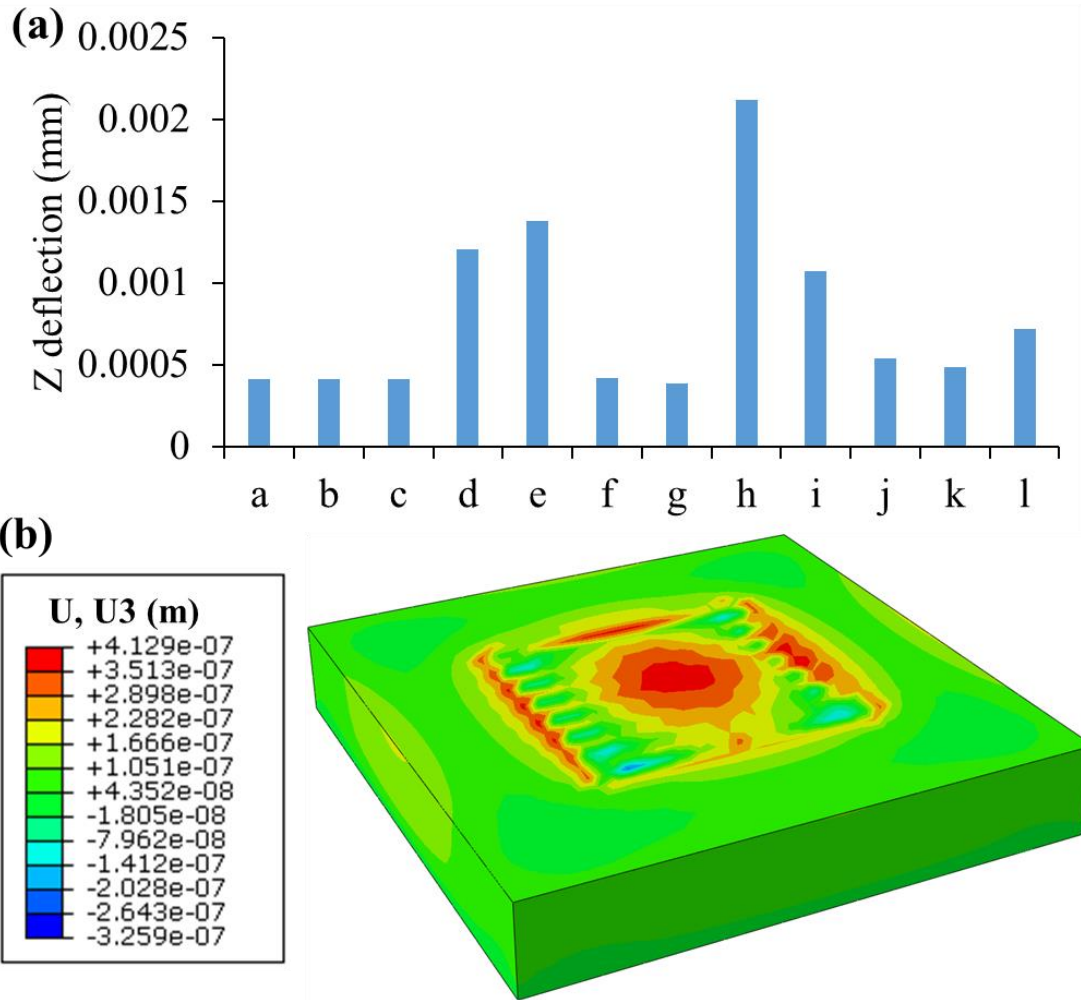 (a)
Z deflection (mm)
0.0025
0.002
0.0015
0.001
0.0005
0
a b c d e f g h i j k l
(b)
U, U3 (m)
+4.129e-07
+3.513e-07
+2.898e-07
+2.282e-07
+1.666e-07
+1.051e-07
+4.352e-08
-1.805e-08
-7.962e-08
-1.412e-07
-2.028e-07
-2.643e-07
-3.259e-07